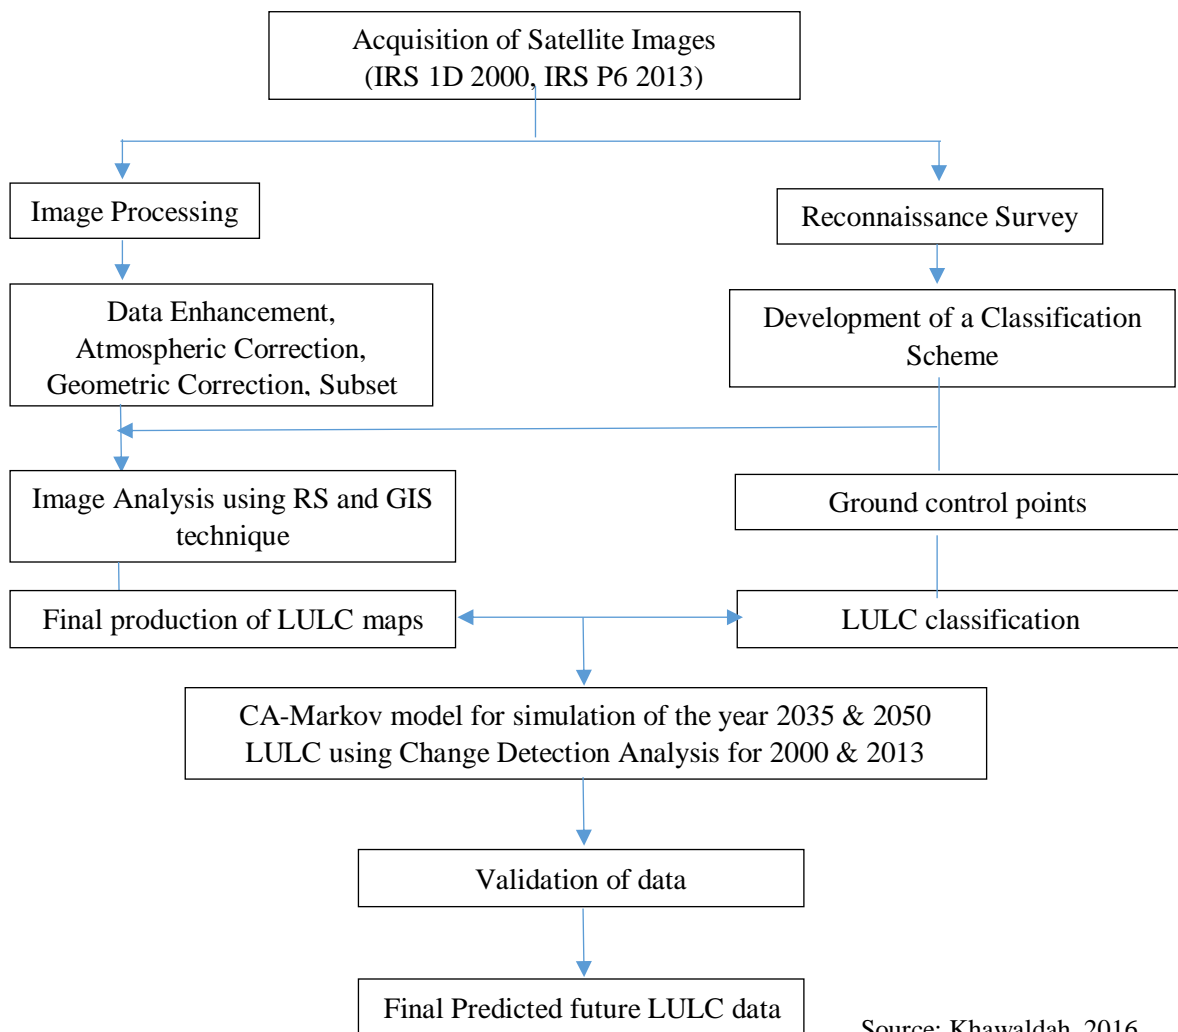 Acquisition of Satellite Images
(IRS 1D 2000, IRS P6 2013)
Image Processing
Reconnaissance Survey
Data Enhancement,
Atmospheric Correction,
Geometric Correction, Subset
Development of a Classification
Scheme
Image Analysis using RS and GIS
technique
Ground control points
Final production of LULC maps
LULC classification
CA-Markov model for simulation of the year 2035 & 2050
LULC using Change Detection Analysis for 2000 & 2013
Validation of data
Final Predicted future LULC data
Source: Khawaldah, 2016